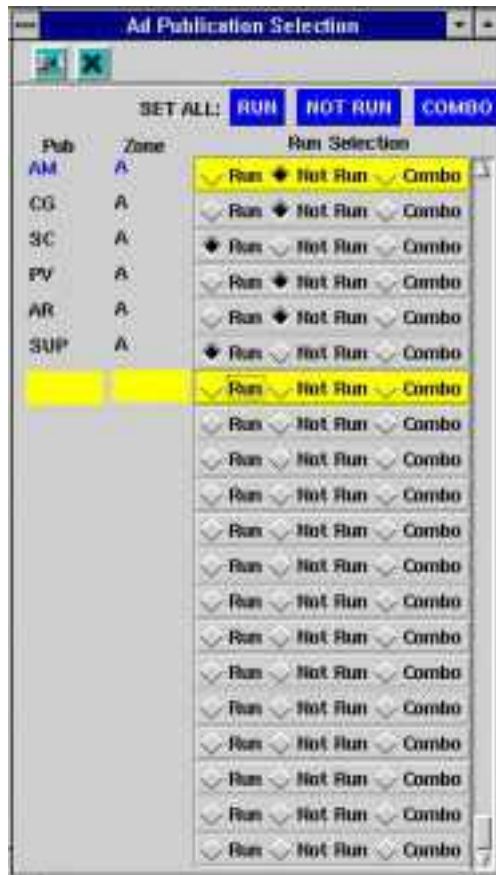 Ad Publication Selection
SET ALL: RUN NOT RUN COMBO
Pub Zone Run Selection
AM A Run Not Run Combo
CG A Run Not Run Combo
SC A Run Not Run Combo
PV A Run Not Run Combo
AR A Run Not Run Combo
SUP A Run Not Run Combo
Run Not Run Combo
Run Not Run Combo
Run Not Run Combo
Run Not Run Combo
Run Not Run Combo
Run Not Run Combo
Run Not Run Combo
Run Not Run Combo
Run Not Run Combo
Run Not Run Combo
Run Not Run Combo
Run Not Run Combo
Run Not Run Combo
Run Not Run Combo